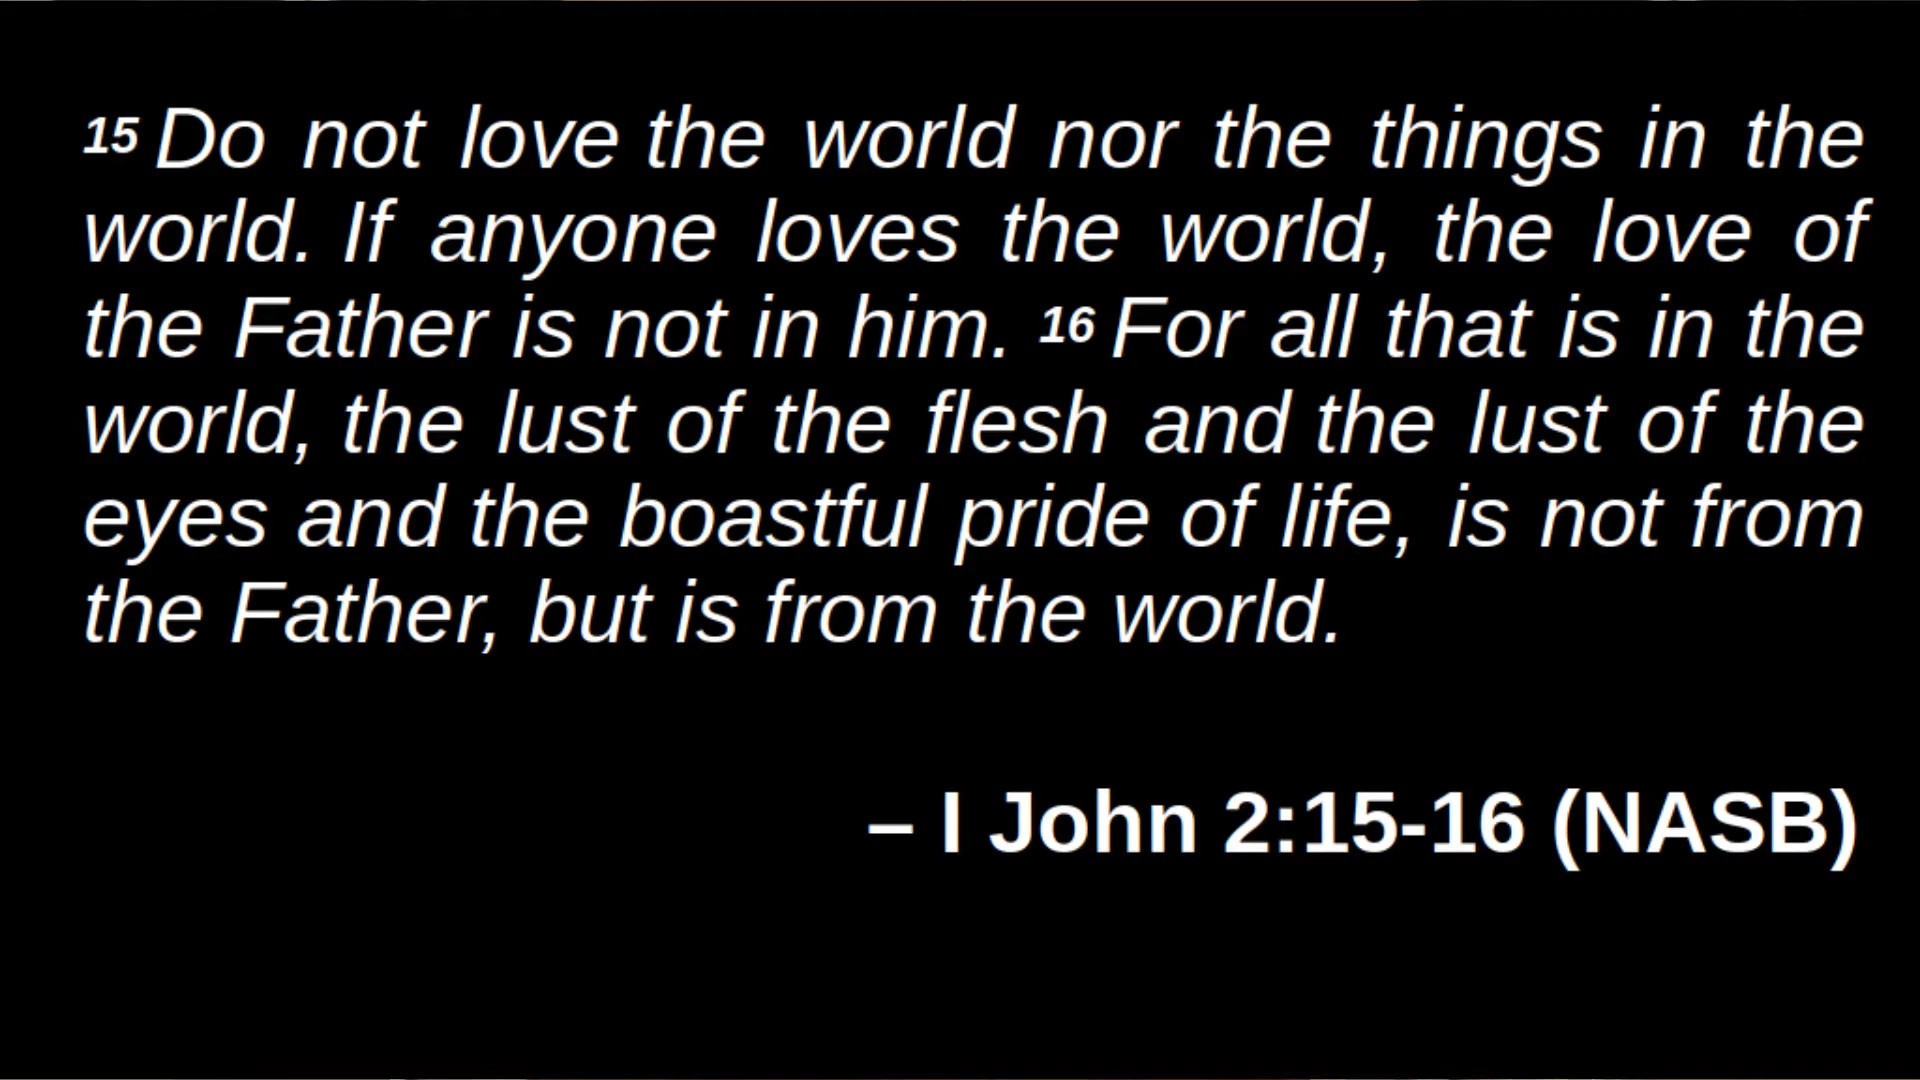 15 Do not love the world nor the things in the
world. If anyone loves the world, the love of
the Father is not in him. 16 For all that is in the
world, the lust of the flesh and the lust of the
eyes and the boastful pride of life, is not from
the Father, but is from the world.
– I John 2:15-16 (NASB)